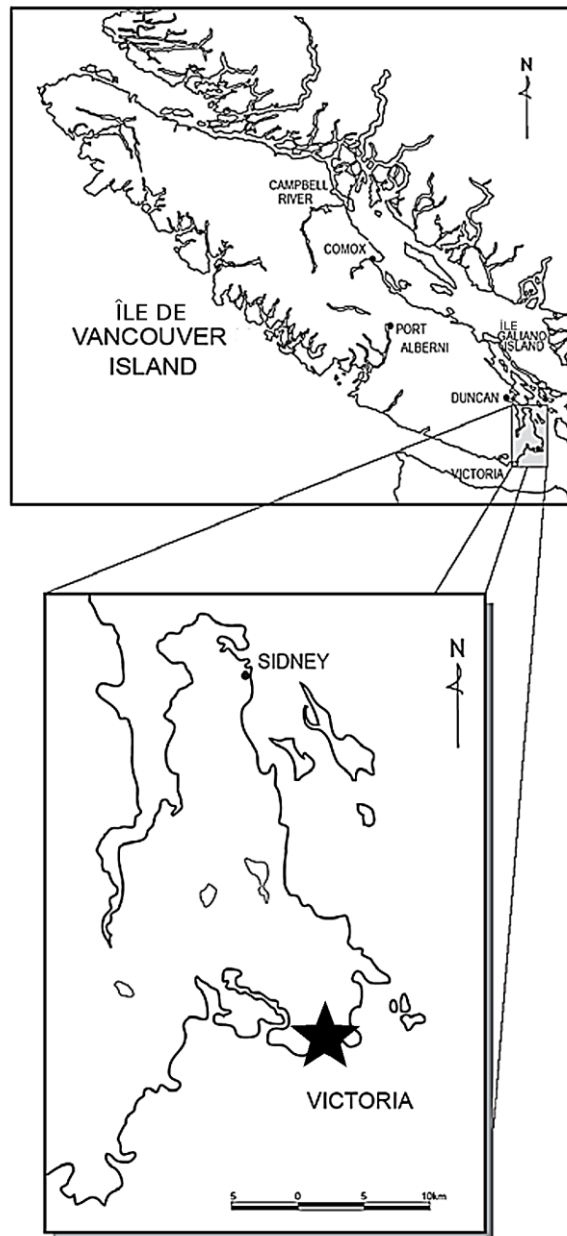 N
CAMPBELL
RIVER
COMOX
ÎLE DE
VANCOUVER
ISLAND
PORT
ALBERNI
ÎLE
GALIANO
ISLAND
DUNCAN
VICTORIA
SIDNEY
N
VICTORIA
5 0 5 10km